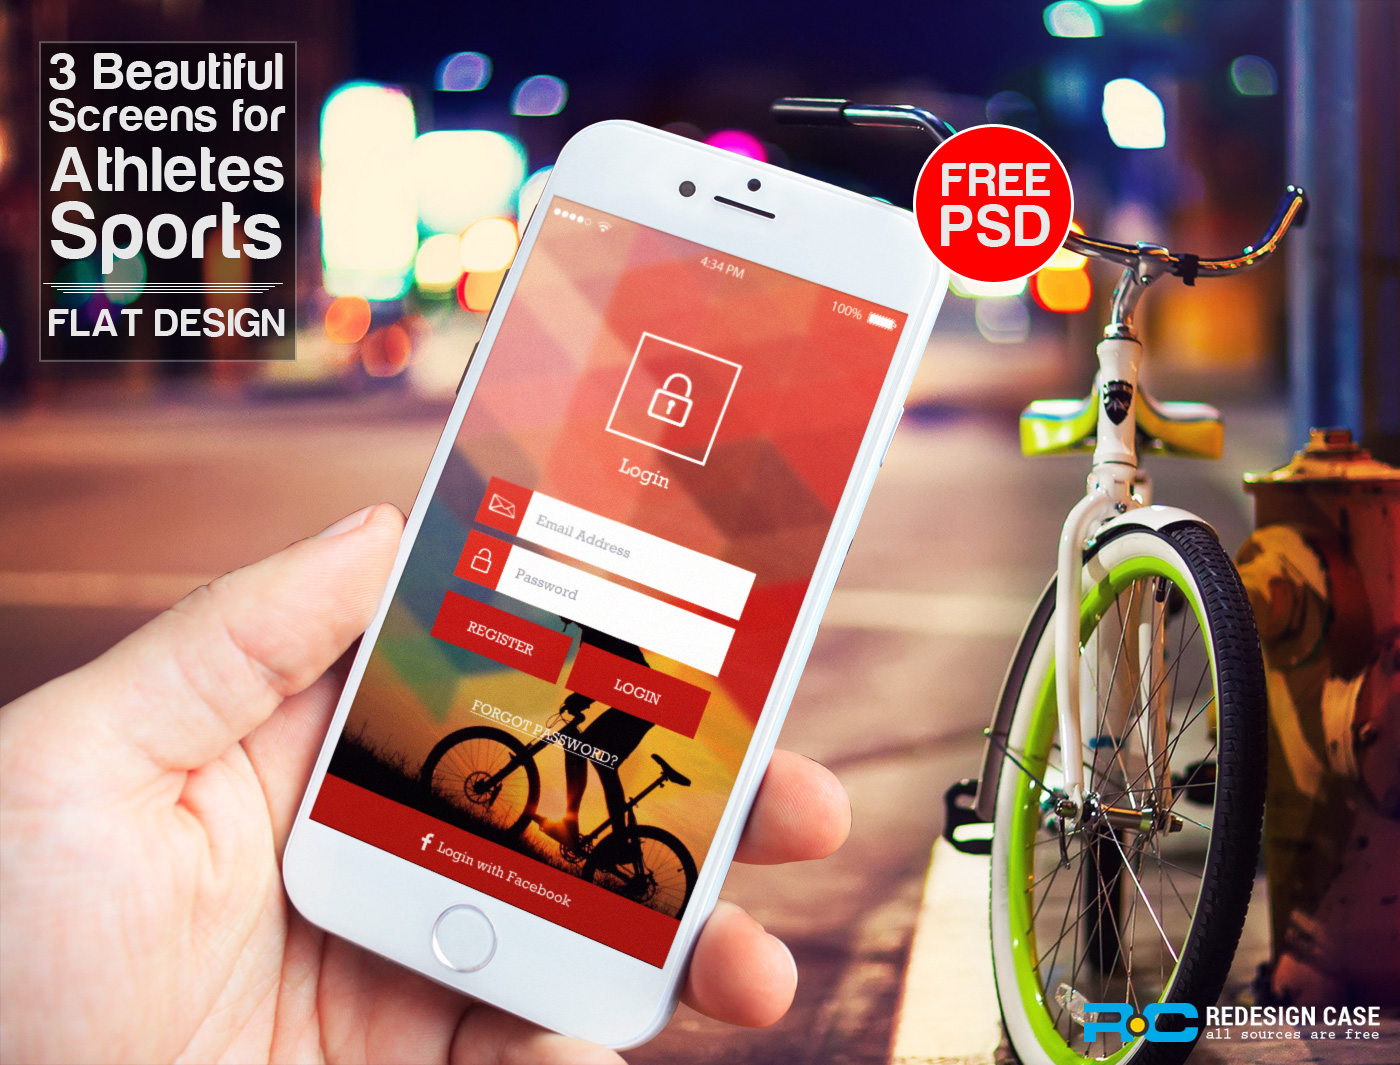 3 Beautiful
Screens for
Athletes
Sports
FLAT DESIGN
FREE
PSD
4:34 PM
100%
Login
Email Address
Password
REGISTER
LOGIN
FORGOT PASSWORD?
Login with Facebook
RC REDESIGN CASE
all sources are free